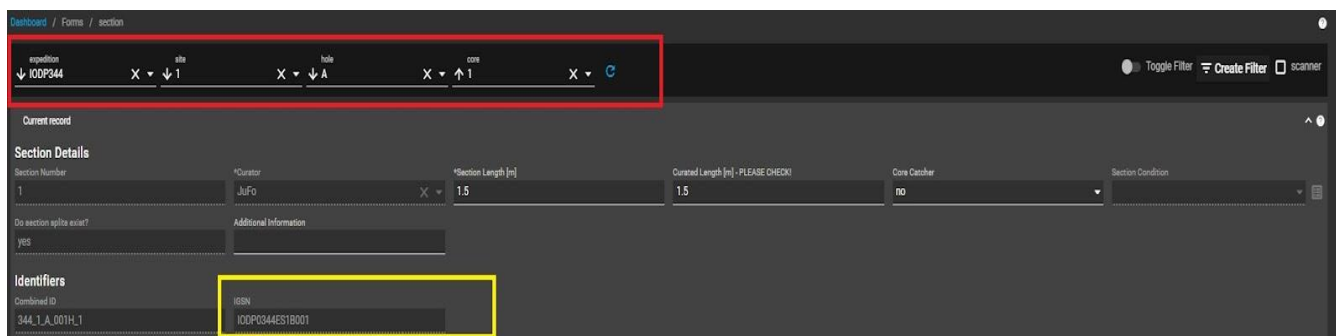 Dashboard / Forms / section
expedition site hole core
IODP344 X 1 X A X 1 X
Toggle Filter Create Filter scanner
Current record
Section Details
Section Number *Curator *Section Length [m] Curated Length [m] - PLEASE CHECK! Core Catcher Section Condition
1 JuFo X 1.5 1.5 no
Do section splits exist? Additional Information
yes
Identifiers
Combined ID IGSN
344_1_A_001H_1 IODP0344ES1B001